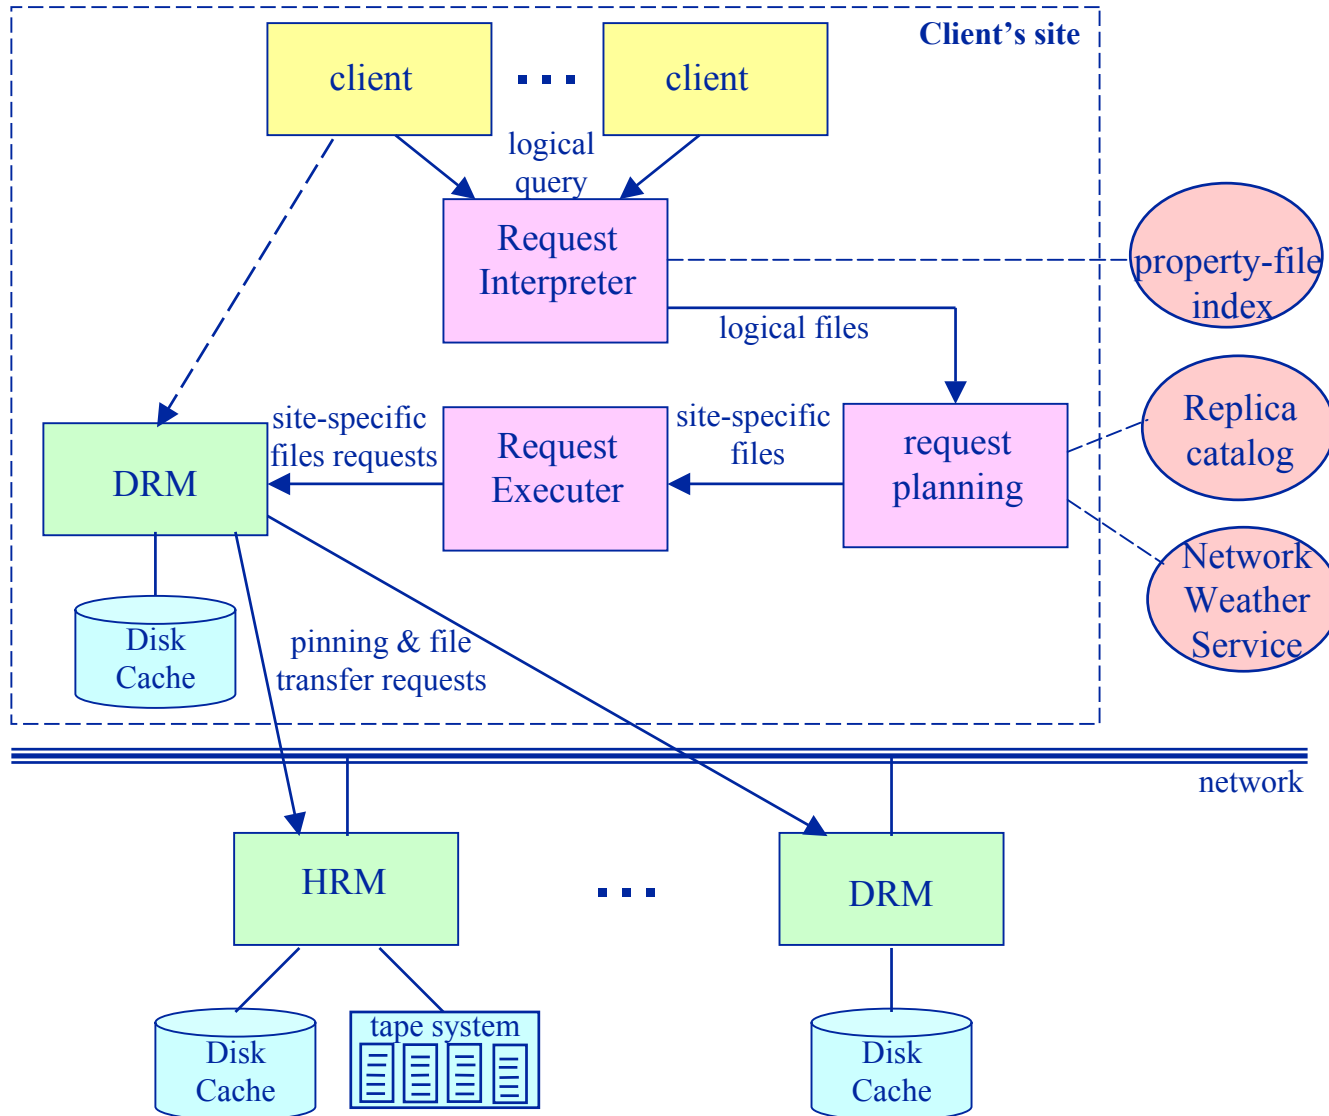 Client's site
client
client
logical
query
Request
Interpreter
property-file
index
logical files
site-specific
files requests
Request
Executer
site-specific
files
request
planning
Replica
catalog
DRM
Network
Weather
Service
Disk
Cache
pinning & file
transfer requests
network
HRM
DRM
tape system
Disk
Cache
Disk
Cache